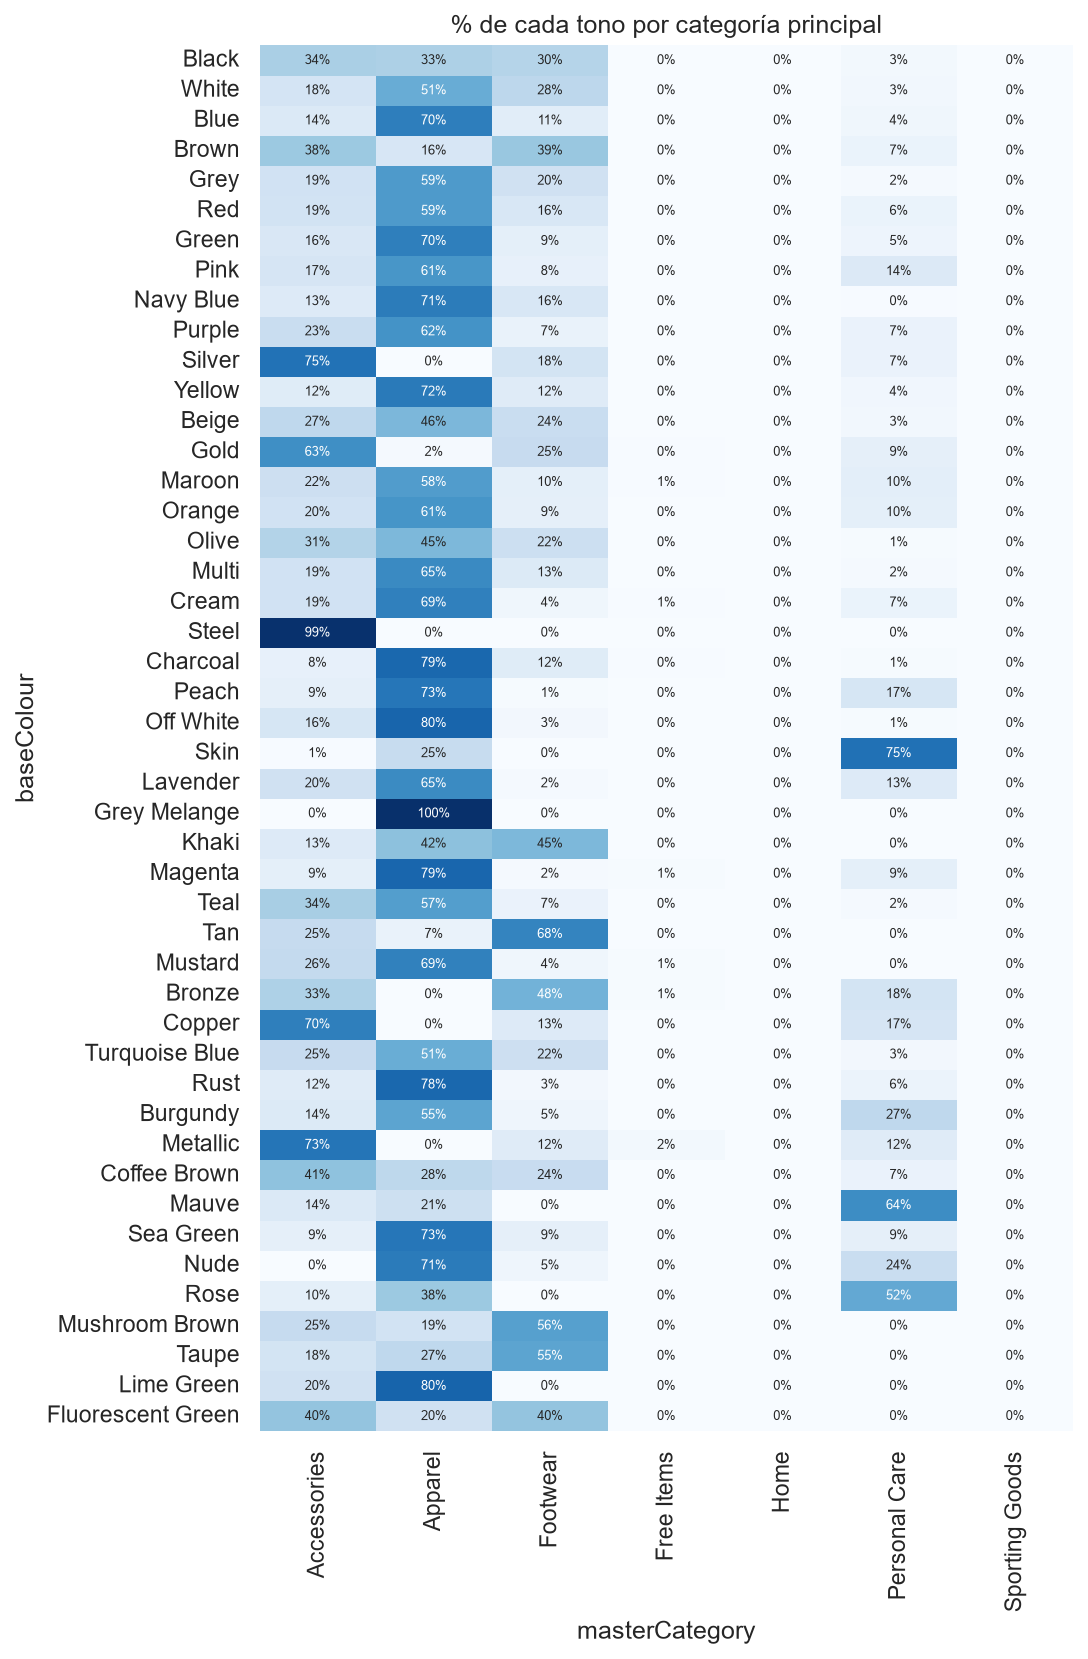 % de cada tono por categoría principal
baseColour
Black 34% 33% 30% 0% 0% 3% 0%
White 18% 51% 28% 0% 0% 3% 0%
Blue 14% 70% 11% 0% 0% 4% 0%
Brown 38% 16% 39% 0% 0% 7% 0%
Grey 19% 59% 20% 0% 0% 2% 0%
Red 19% 59% 16% 0% 0% 6% 0%
Green 16% 70% 9% 0% 0% 5% 0%
Pink 17% 61% 8% 0% 0% 14% 0%
Navy Blue 13% 71% 16% 0% 0% 0% 0%
Purple 23% 62% 7% 0% 0% 7% 0%
Silver 75% 0% 18% 0% 0% 7% 0%
Yellow 12% 72% 12% 0% 0% 4% 0%
Beige 27% 46% 24% 0% 0% 3% 0%
Gold 63% 2% 25% 0% 0% 9% 0%
Maroon 22% 58% 10% 1% 0% 10% 0%
Orange 20% 61% 9% 0% 0% 10% 0%
Olive 31% 45% 22% 0% 0% 1% 0%
Multi 19% 65% 13% 0% 0% 2% 0%
Cream 19% 69% 4% 1% 0% 7% 0%
Steel 99% 0% 0% 0% 0% 0% 0%
Charcoal 8% 79% 12% 0% 0% 1% 0%
Peach 9% 73% 1% 0% 0% 17% 0%
Off White 16% 80% 3% 0% 0% 1% 0%
Skin 1% 25% 0% 0% 0% 75% 0%
Lavender 20% 65% 2% 0% 0% 13% 0%
Grey Melange 0% 100% 0% 0% 0% 0% 0%
Khaki 13% 42% 45% 0% 0% 0% 0%
Magenta 9% 79% 2% 1% 0% 9% 0%
Teal 34% 57% 7% 0% 0% 2% 0%
Tan 25% 7% 68% 0% 0% 0% 0%
Mustard 26% 69% 4% 1% 0% 0% 0%
Bronze 33% 0% 48% 1% 0% 18% 0%
Copper 70% 0% 13% 0% 0% 17% 0%
Turquoise Blue 25% 51% 22% 0% 0% 3% 0%
Rust 12% 78% 3% 0% 0% 6% 0%
Burgundy 14% 55% 5% 0% 0% 27% 0%
Metallic 73% 0% 12% 2% 0% 12% 0%
Coffee Brown 41% 28% 24% 0% 0% 7% 0%
Mauve 14% 21% 0% 0% 0% 64% 0%
Sea Green 9% 73% 9% 0% 0% 9% 0%
Nude 0% 71% 5% 0% 0% 24% 0%
Rose 10% 38% 0% 0% 0% 52% 0%
Mushroom Brown 25% 19% 56% 0% 0% 0% 0%
Taupe 18% 27% 55% 0% 0% 0% 0%
Lime Green 20% 80% 0% 0% 0% 0% 0%
Fluorescent Green 40% 20% 40% 0% 0% 0% 0%
Accessories
Apparel
Footwear
Free Items
Home
Personal Care
Sporting Goods
masterCategory